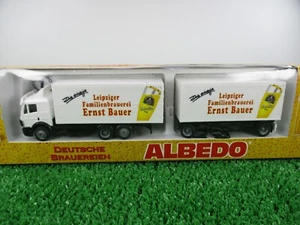 Leipziger
Familienbrauerei
Ernst Bauer
Leipziger
Familienbrauerei
Ernst Bauer
DEUTSCHE
BRAUEREIEN
ALBEDO